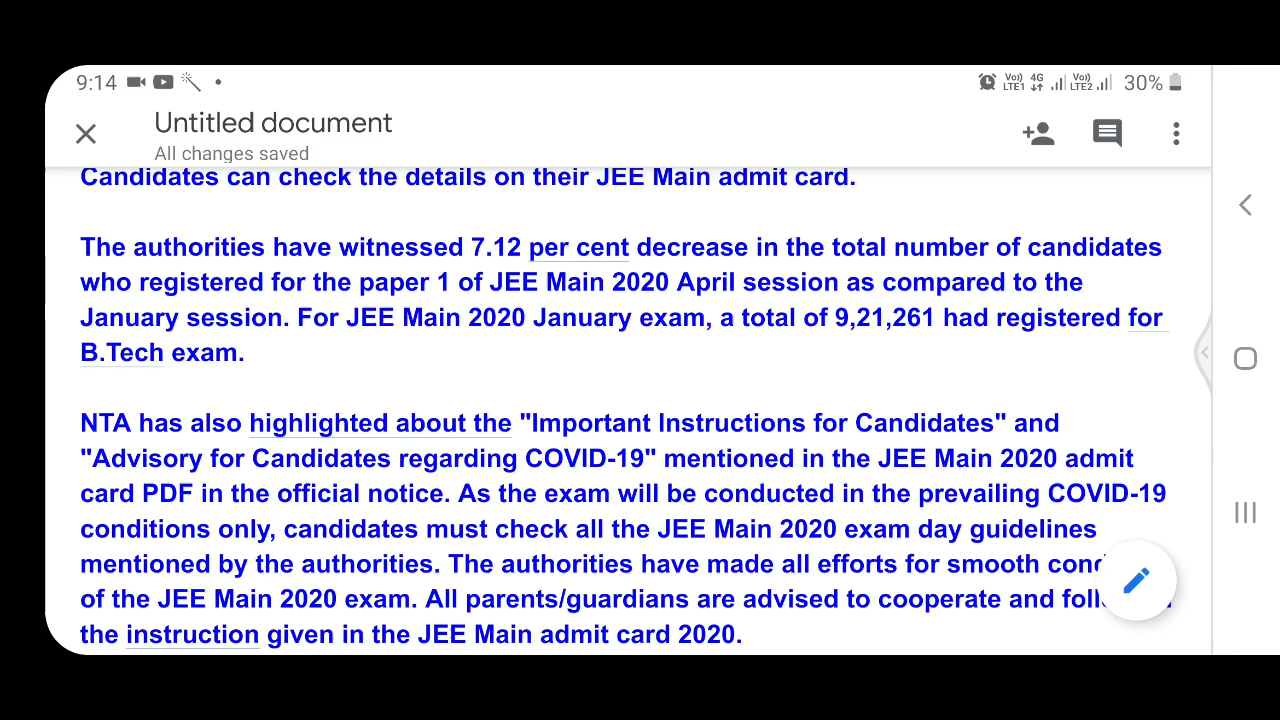 9:14
Vo)) LTE1 4G Vo)) LTE2 30%
Untitled document
All changes saved
Candidates can check the details on their JEE Main admit card.
The authorities have witnessed 7.12 per cent decrease in the total number of candidates
who registered for the paper 1 of JEE Main 2020 April session as compared to the
January session. For JEE Main 2020 January exam, a total of 9,21,261 had registered for
B.Tech exam.
NTA has also highlighted about the "Important Instructions for Candidates" and
"Advisory for Candidates regarding COVID-19" mentioned in the JEE Main 2020 admit
card PDF in the official notice. As the exam will be conducted in the prevailing COVID-19
conditions only, candidates must check all the JEE Main 2020 exam day guidelines
mentioned by the authorities. The authorities have made all efforts for smooth
of the JEE Main 2020 exam. All parents/guardians are advised to cooperate and
the instruction given in the JEE Main admit card 2020.